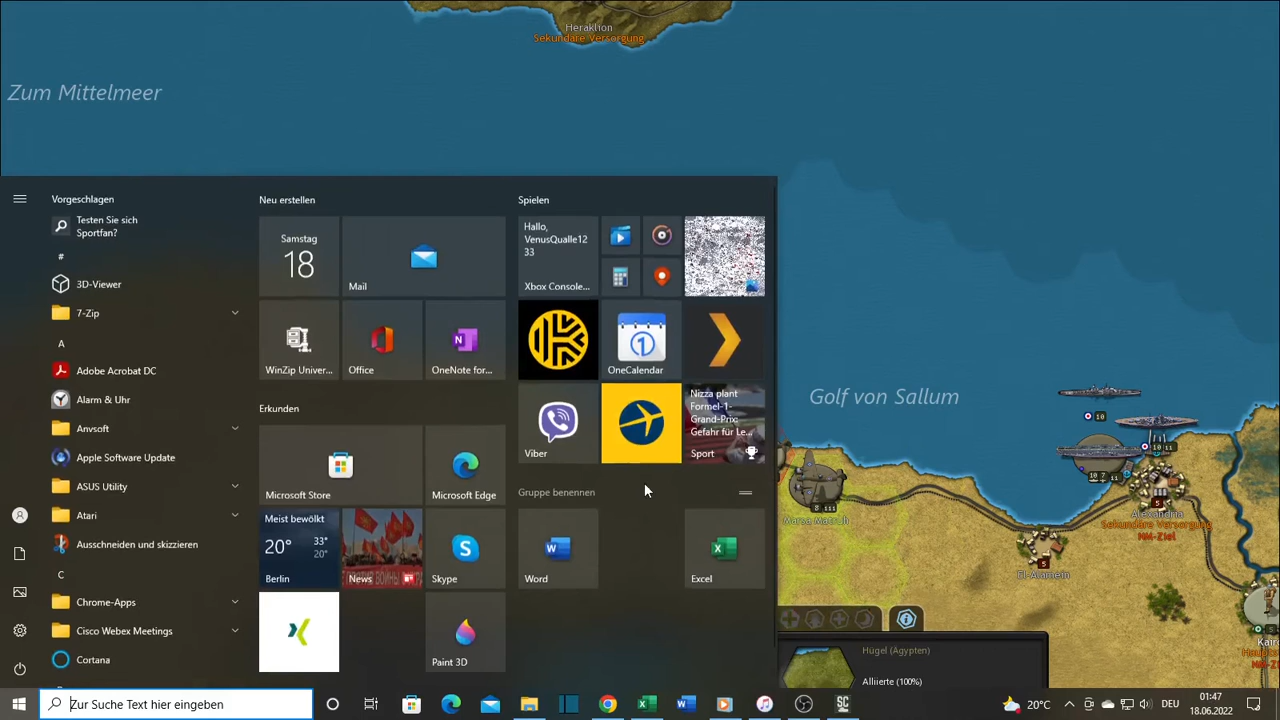 Heraklion
Sekundäre Versorgung
Zum Mittelmeer
Golf von Sallum
Marsa Matruh
Alexandria
Sekundäre Versorgung
NM-Ziel
El-Alamein
Hügel (Ägypten)
Alliierte (100%)
Vorgeschlagen
Testen Sie sich
Sportfan?
#
3D-Viewer
7-Zip
A
Adobe Acrobat DC
Alarm & Uhr
Anvsoft
Apple Software Update
ASUS Utility
Atari
Ausschneiden und skizzieren
C
Chrome-Apps
Cisco Webex Meetings
Cortana
Neu erstellen
Samstag
18
Mail
WinZip Univer...
Office
OneNote for...
Erkunden
Microsoft Store
Microsoft Edge
Meist bewölkt
20°
33°
20°
Berlin
News
Skype
Paint 3D
Spielen
Hallo,
VenusQualle12
33
Xbox Console...
OneCalendar
Viber
Nizza plant
Formel-1-
Grand-Prix:
Gefahr für Le...
Sport
Gruppe benennen
Word
Excel
Zur Suche Text hier eingeben
20°C
DEU
01:47
18.06.2022